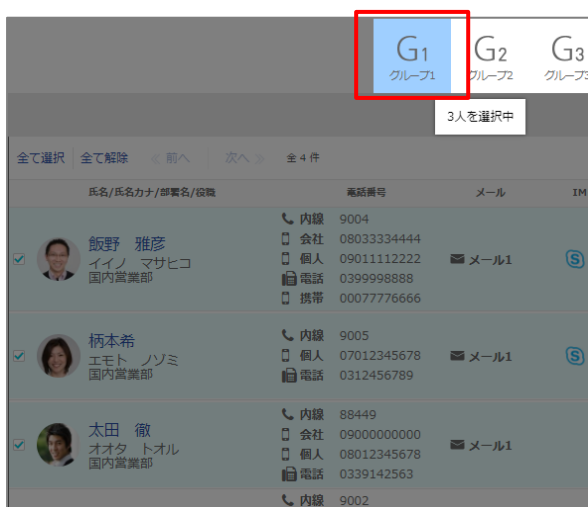 G1 G2 G3
グループ1 グループ2 グループ3
3人を選択中
全て選択 全て解除 ≪前へ 次へ≫ 全4件
氏名/氏名カナ/部署名/役職 電話番号 メール IM
内線 9004
飯野 雅彦 会社 08033334444
イイノ マサヒコ 個人 09011112222 メール1
国内営業部 電話 0399998888
携帯 00077776666
内線 9005
柄本希
エモト ノゾミ 個人 07012345678 メール1
国内営業部 電話 0312456789
内線 88449
太田 徹 会社 09000000000
オオタ トオル 個人 08012345678 メール1
国内営業部 電話 0339142563
内線 9002